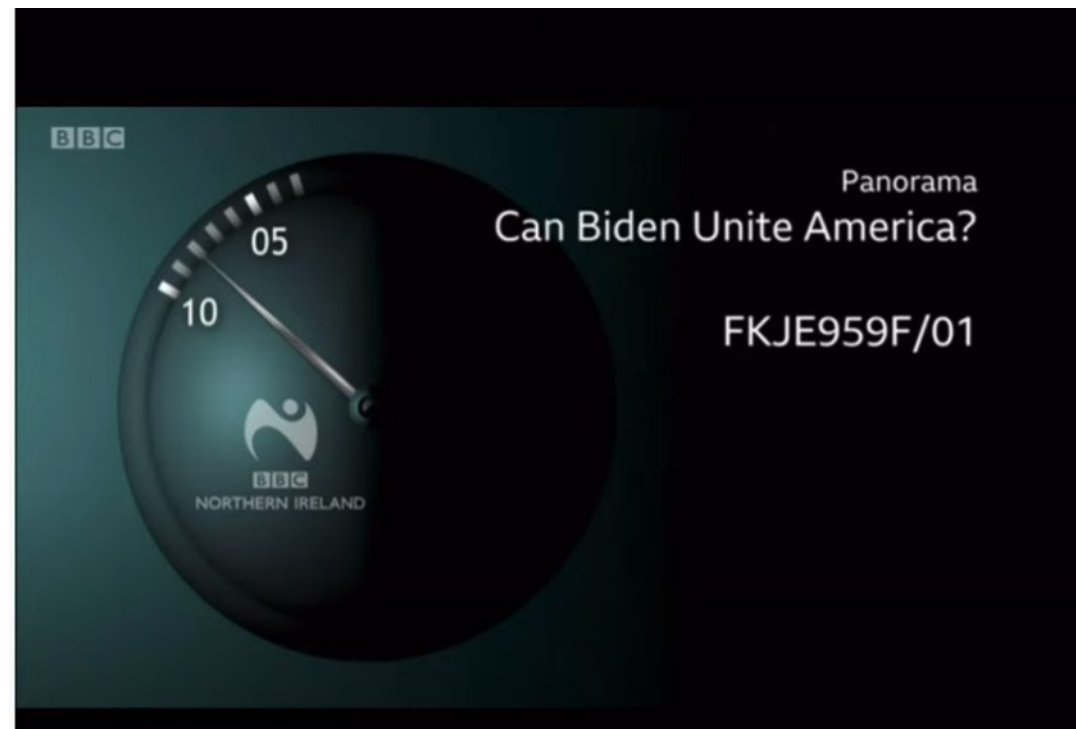 BBC
Panorama
Can Biden Unite America?
05
10
FKJE959F/01
BBC
NORTHERN IRELAND